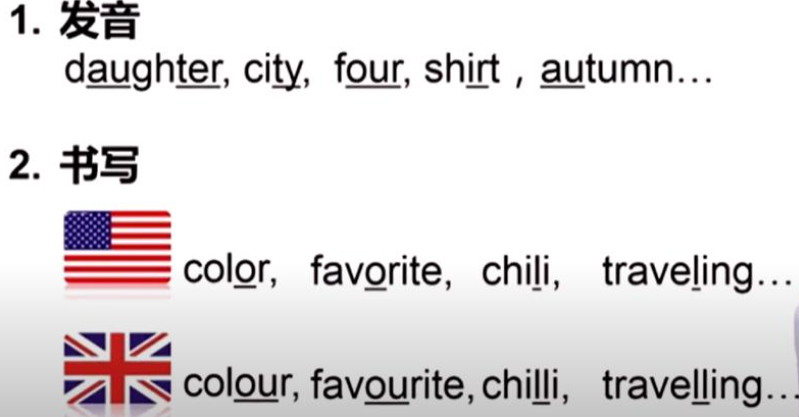 1. 发音
daughter, city, four, shirt , autumn…
2. 书写
color, favorite, chili, traveling…
colour, favourite, chilli, travelling…